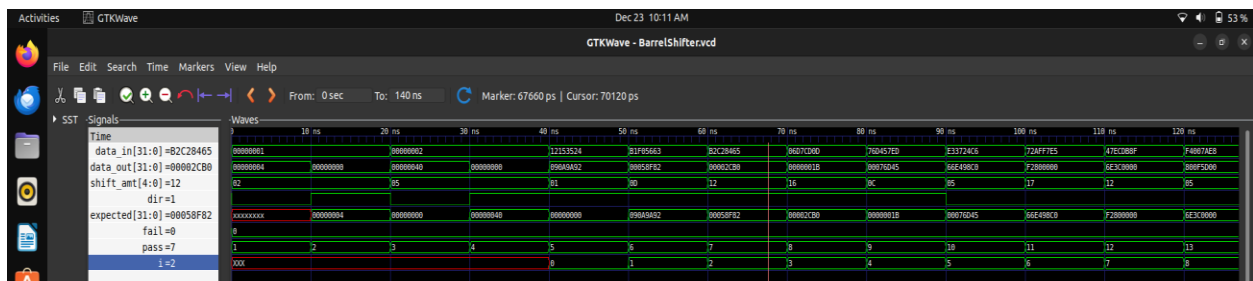 Activities GTKWave Dec 23 10:11 AM 53 %
GTKWave - BarrelShifter.vcd
File Edit Search Time Markers View Help
From: 0 sec To: 140 ns Marker: 67660 ps | Cursor: 70120 ps
SST Signals Waves
Time 0 10 ns 20 ns 30 ns 40 ns 50 ns 60 ns 70 ns 80 ns 90 ns 100 ns 110 ns 120 ns
data_in[31:0] =B2C28465 00000001 00000002 12153524 81F05663 B2C28465 06D7CD0D 76D457ED E33724C6 72AFF7E5 47ECDB8F F4007AE8
data_out[31:0] =00002CB0 00000004 00000000 00000040 00000000 090A9A92 00058F82 00002CB0 0000001B 00076D45 66E498C0 F2800000 6E3C0000 800F5D00
shift_amt[4:0] =12 02 05 01 0D 12 16 0C 05 17 12 05
dir =1
expected[31:0] =00058F82 xxxxxxxx 00000004 00000000 00000040 00000000 090A9A92 00058F82 00002CB0 0000001B 00076D45 66E498C0 F2800000 6E3C0000
fail =0 0
pass =7 1 2 3 4 5 6 7 8 9 10 11 12 13
i =2 XXX 0 1 2 3 4 5 6 7 8